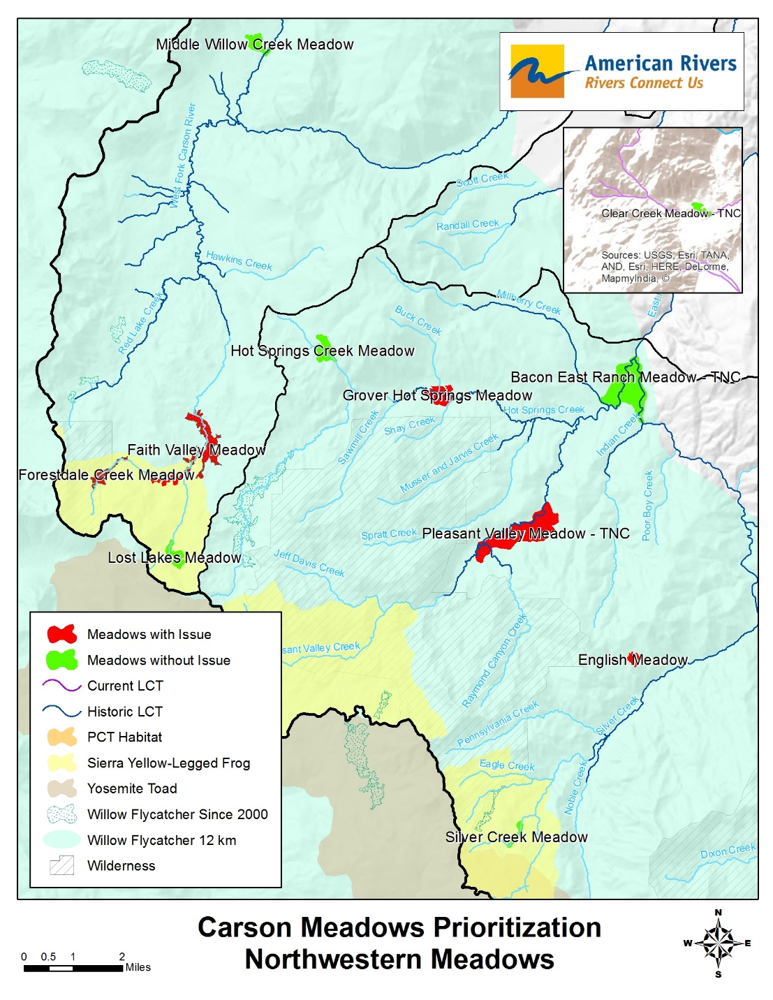 Middle Willow Creek Meadow
American Rivers
Rivers Connect Us
West Fork Carson River
Scott Creek
Randall Creek
Clear Creek Meadow - TNC
Sources: USGS, Esri, TANA,
AND, Esri, HERE, DeLorme,
MapmyIndia, ©
Hawkins Creek
Red Lake Creek
Millberry Creek
East
Buck Creek
Hot Springs Creek Meadow
Bacon East Ranch Meadow - TNC
Grover Hot Springs Meadow
Hot Springs Creek
Shay Creek
Sawmill Creek
Indian Creek
Musser and Jarvis Creek
Faith Valley Meadow
Forestdale Creek Meadow
Poor Boy Creek
Spratt Creek
Pleasant Valley Meadow - TNC
Lost Lakes Meadow
Jeff Davis Creek
sant Valley Creek
Raymond Canyon Creek
English Meadow
Silver Creek
Pennsylvania Creek
Eagle Creek
Noble Creek
Silver Creek Meadow
Dixon Creek
Meadows with Issue
Meadows without Issue
Current LCT
Historic LCT
PCT Habitat
Sierra Yellow-Legged Frog
Yosemite Toad
Willow Flycatcher Since 2000
Willow Flycatcher 12 km
Wilderness
Carson Meadows Prioritization
Northwestern Meadows
0 0.5 1 2
Miles
N
W E
S